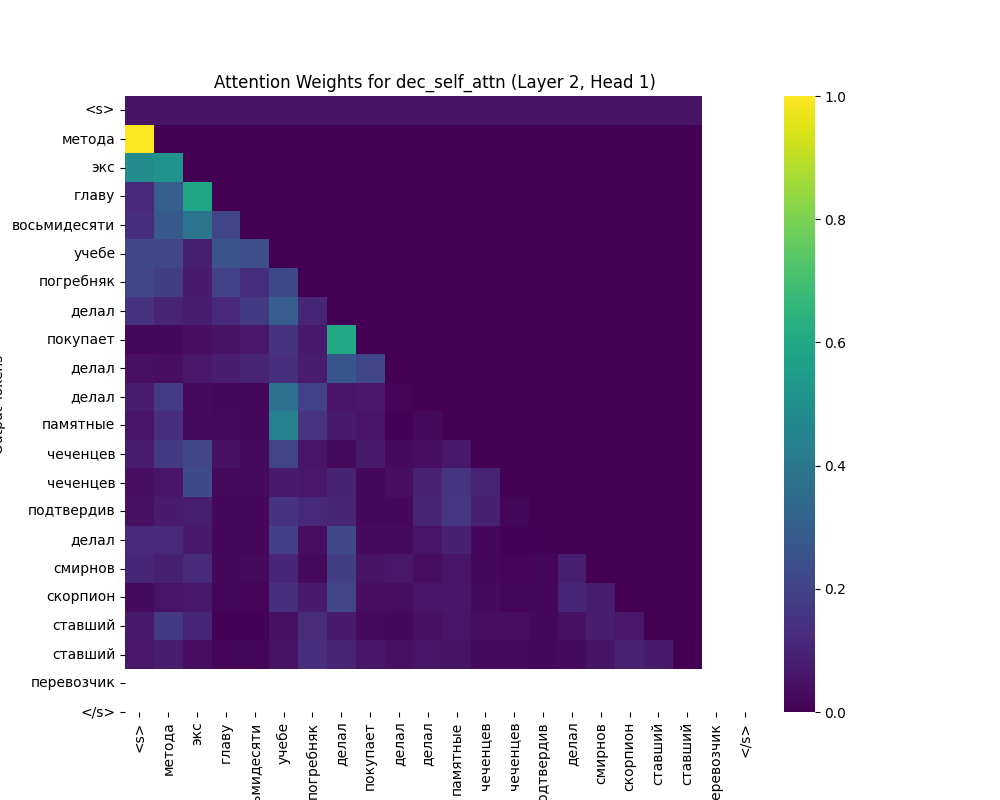 Attention Weights for dec_self_attn (Layer 2, Head 1)
<s>
метода
экс
главу
восьмидесяти
учебе
погребняк
делал
покупает
делал
делал
памятные
чеченцев
чеченцев
подтвердив
делал
смирнов
скорпион
ставший
ставший
перевозчик
</s>
<s>
метода
экс
главу
ьмидесяти
учебе
погребняк
делал
покупает
делал
делал
памятные
чеченцев
чеченцев
одтвердив
делал
смирнов
скорпион
ставший
ставший
еревозчик
</s>
1.0
0.8
0.6
0.4
0.2
0.0